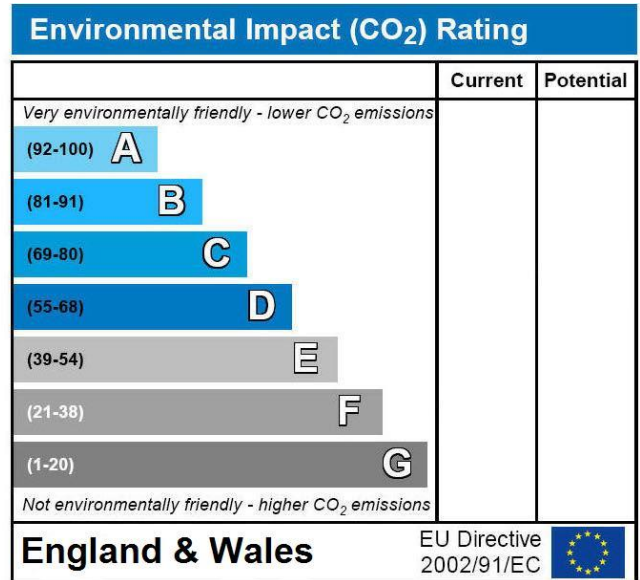 Environmental Impact (CO₂) Rating
Current Potential
Very environmentally friendly - lower CO₂ emissions
(92-100) A
(81-91) B
(69-80) C
(55-68) D
(39-54) E
(21-38) F
(1-20) G
Not environmentally friendly - higher CO₂ emissions
England & Wales
EU Directive
2002/91/EC